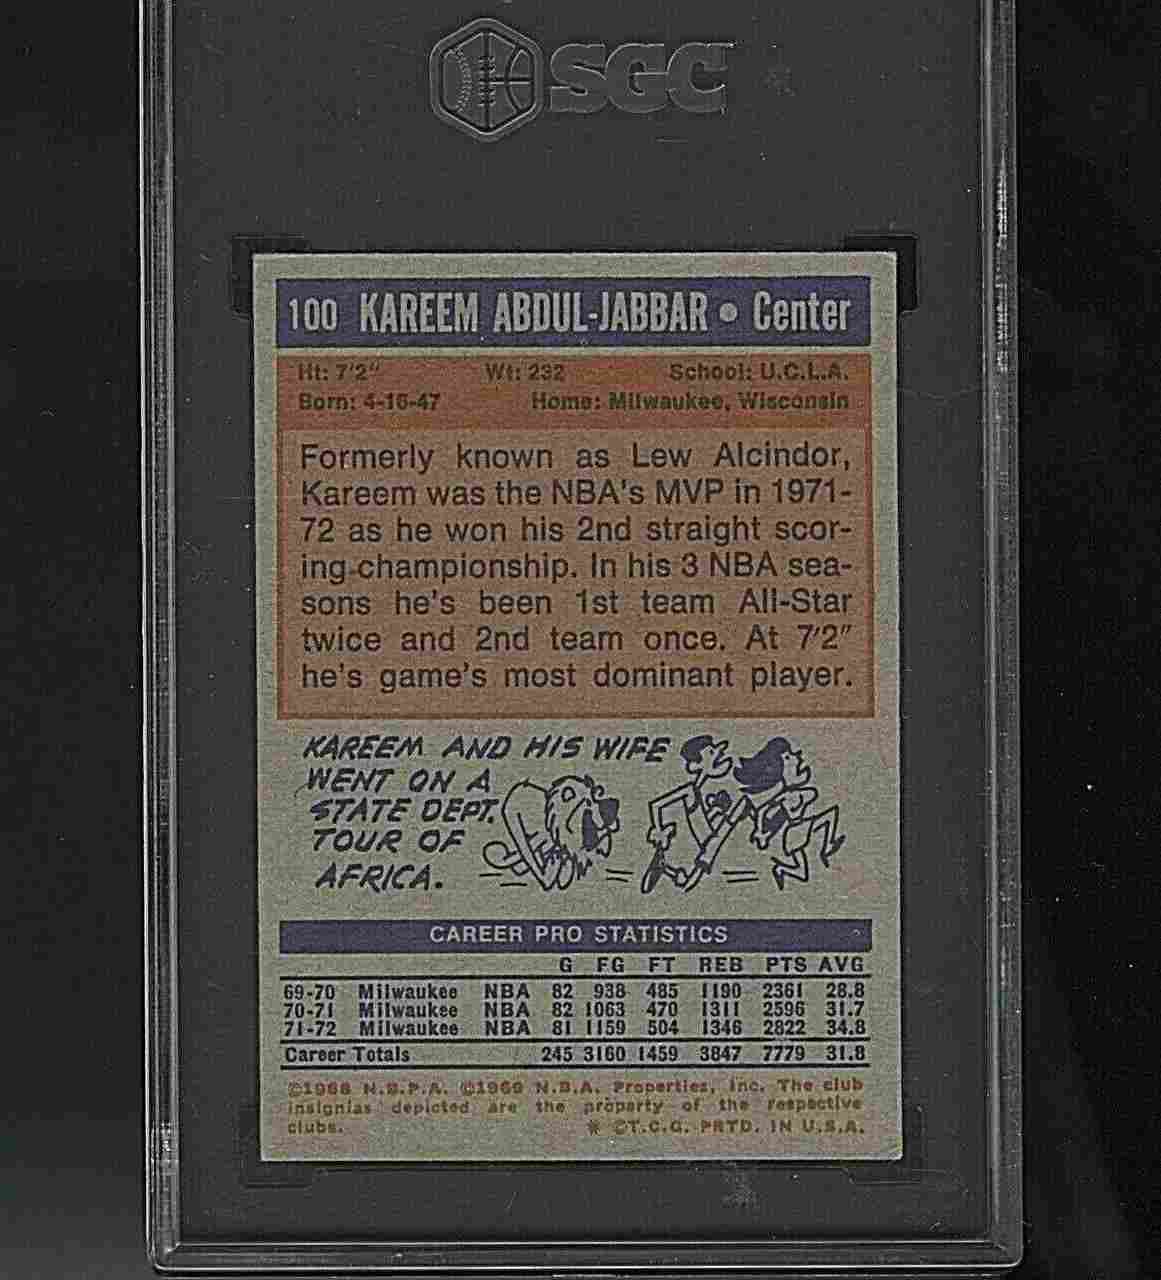 SGC
100 KAREEM ABDUL-JABBAR • Center
Ht: 7'2" Wt: 232 School: U.C.L.A.
Born: 4-16-47 Home: Milwaukee, Wisconsin
Formerly known as Lew Alcindor,
Kareem was the NBA's MVP in 1971-
72 as he won his 2nd straight scor-
ing championship. In his 3 NBA sea-
sons he's been 1st team All-Star
twice and 2nd team once. At 7'2"
he's game's most dominant player.
KAREEM AND HIS WIFE
WENT ON A
STATE DEPT.
TOUR OF
AFRICA.
CAREER PRO STATISTICS
G FG FT REB PTS AVG
69-70 Milwaukee NBA 82 938 485 1190 2361 28.8
70-71 Milwaukee NBA 82 1063 470 1311 2596 31.7
71-72 Milwaukee NBA 81 1159 504 1346 2822 34.8
Career Totals 245 3160 1459 3847 7779 31.8
©1968 N.B.P.A. ©1969 N.B.A. Properties, Inc. The club
insignias depicted are the property of the respective
clubs. * ©T.C.G. PRTD. IN U.S.A.